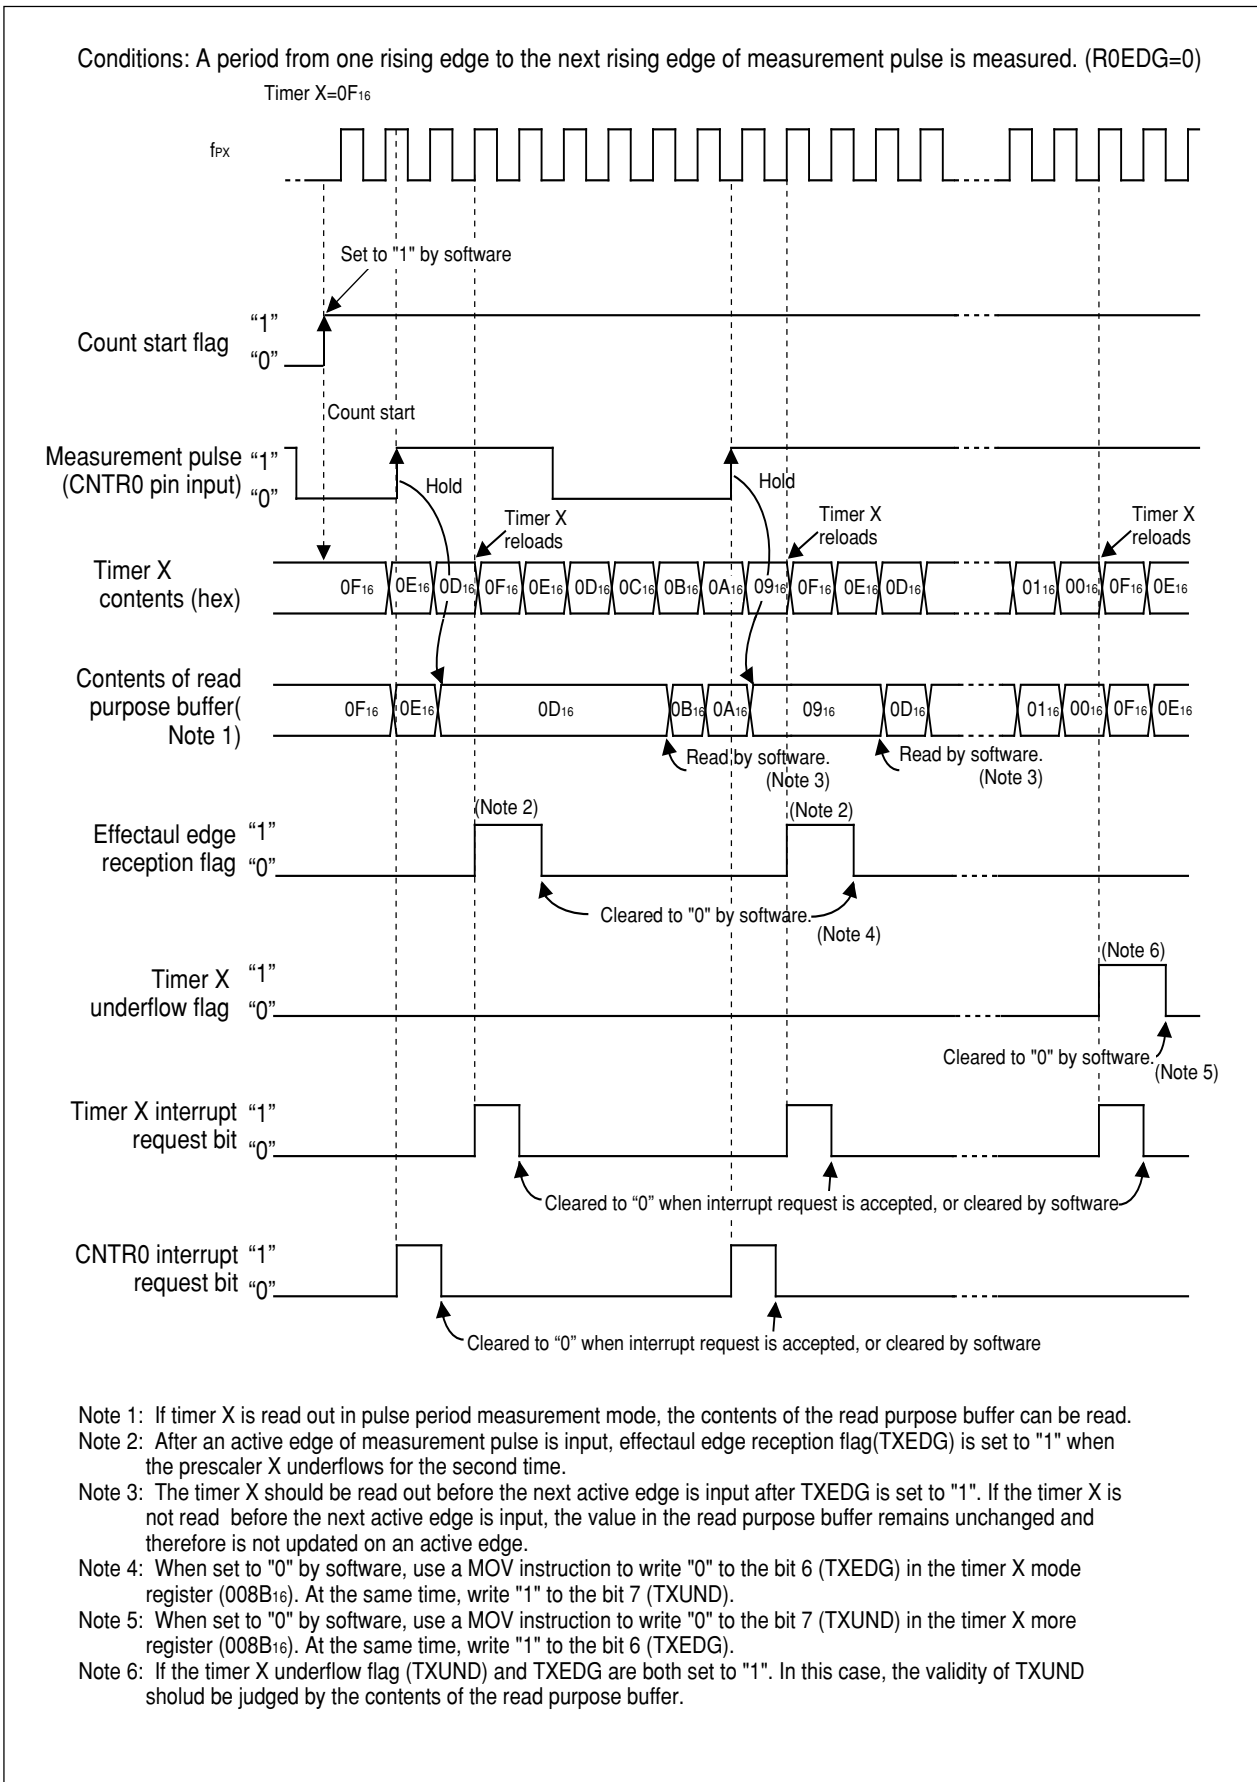 Conditions: A period from one rising edge to the next rising edge of measurement pulse is measured. (R0EDG=0)
Timer X=0F16
fPX
Set to "1" by software
Count start flag
“1”
“0”
Count start
Measurement pulse
(CNTR0 pin input)
“1”
“0”
Hold
Hold
Timer X
reloads
Timer X
reloads
Timer X
reloads
Timer X
contents (hex)
0F16 0E16 0D16 0F16 0E16 0D16 0C16 0B16 0A16 0916 0F16 0E16 0D16 0116 0016 0F16 0E16
Contents of read
purpose buffer(
Note 1)
0F16 0E16 0D16 0B16 0A16 0916 0D16 0116 0016 0F16 0E16
Read by software.
(Note 3)
Read by software.
(Note 3)
(Note 2)
(Note 2)
Effectaul edge
reception flag
“1”
“0”
Cleared to "0" by software.
(Note 4)
(Note 6)
Timer X
underflow flag
“1”
“0”
Cleared to "0" by software.
(Note 5)
Timer X interrupt
request bit
“1”
“0”
Cleared to “0” when interrupt request is accepted, or cleared by software
CNTR0 interrupt
request bit
“1”
“0”
Cleared to “0” when interrupt request is accepted, or cleared by software
Note 1: If timer X is read out in pulse period measurement mode, the contents of the read purpose buffer can be read.
Note 2: After an active edge of measurement pulse is input, effectaul edge reception flag(TXEDG) is set to "1" when
the prescaler X underflows for the second time.
Note 3: The timer X should be read out before the next active edge is input after TXEDG is set to "1". If the timer X is
not read before the next active edge is input, the value in the read purpose buffer remains unchanged and
therefore is not updated on an active edge.
Note 4: When set to "0" by software, use a MOV instruction to write "0" to the bit 6 (TXEDG) in the timer X mode
register (008B16). At the same time, write "1" to the bit 7 (TXUND).
Note 5: When set to "0" by software, use a MOV instruction to write "0" to the bit 7 (TXUND) in the timer X more
register (008B16). At the same time, write "1" to the bit 6 (TXEDG).
Note 6: If the timer X underflow flag (TXUND) and TXEDG are both set to "1". In this case, the validity of TXUND
sholud be judged by the contents of the read purpose buffer.